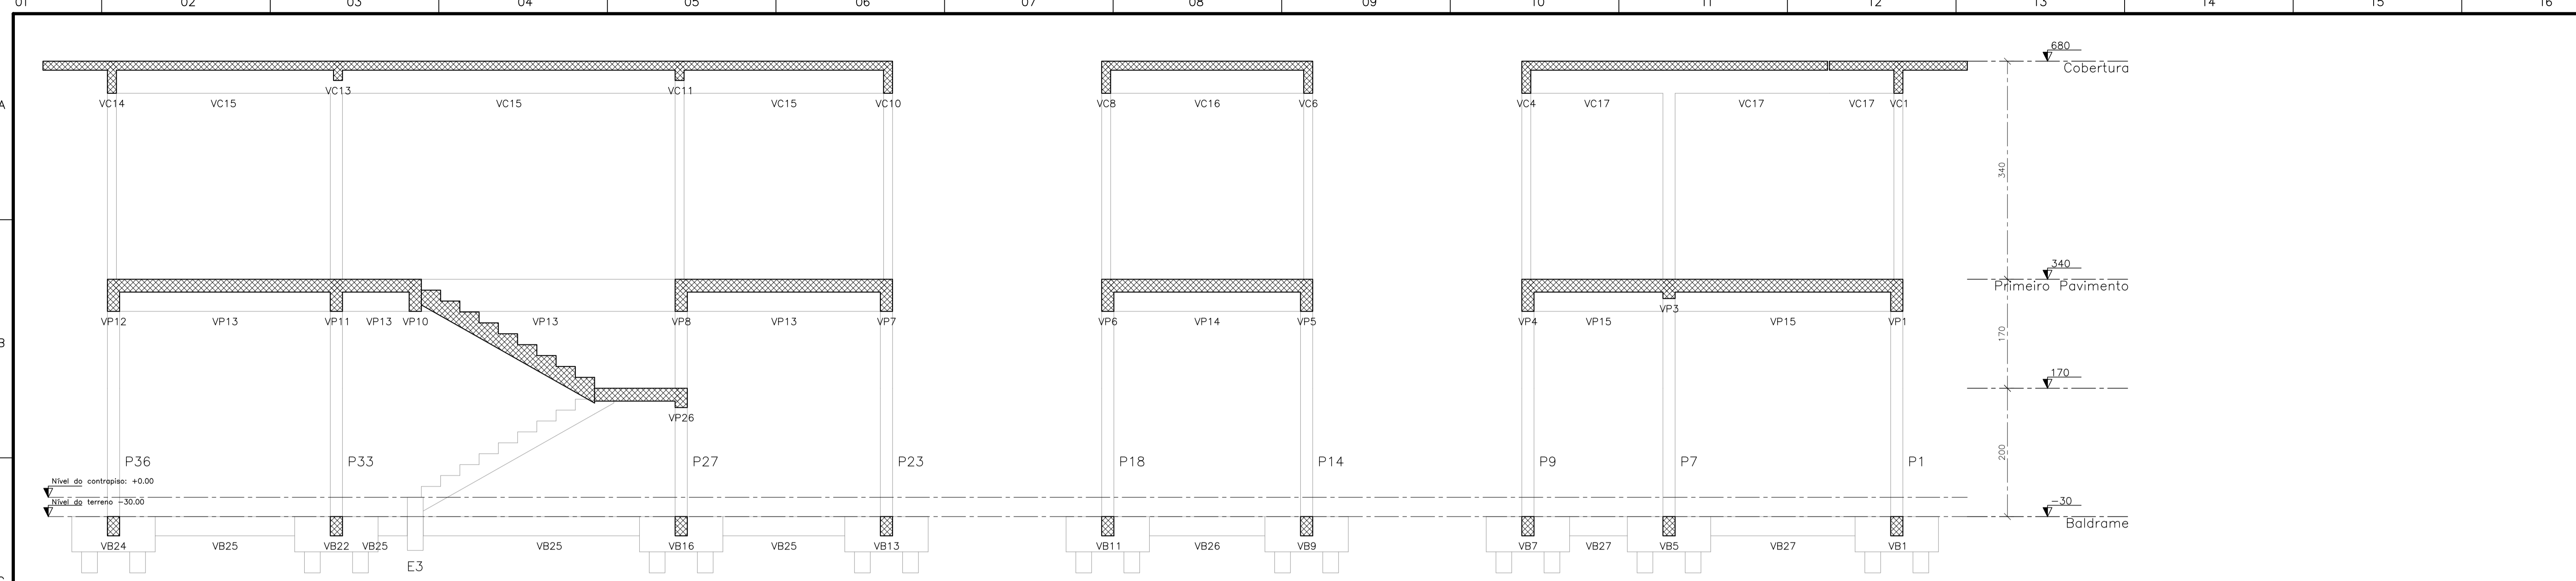 01 02 03 04 05 06 07 08 09 10 11 12 13 14 15 16
A
680
Cobertura
VC14 VC15 VC13 VC15 VC11 VC15 VC10 VC8 VC16 VC6 VC4 VC17 VC17 VC17 VC1
340
340
Primeiro Pavimento
VP12 VP13 VP11 VP13 VP10 VP13 VP8 VP13 VP7 VP6 VP14 VP5 VP4 VP15 VP3 VP15 VP1
B
170
170
VP26
200
P36 P33 P27 P23 P18 P14 P9 P7 P1
Nível do contrapiso: +0.00
Nível do terreno -30.00
-30
Baldrame
VB24 VB25 VB22 VB25 VB25 VB16 VB25 VB13 VB11 VB26 VB9 VB7 VB27 VB5 VB27 VB1
E3